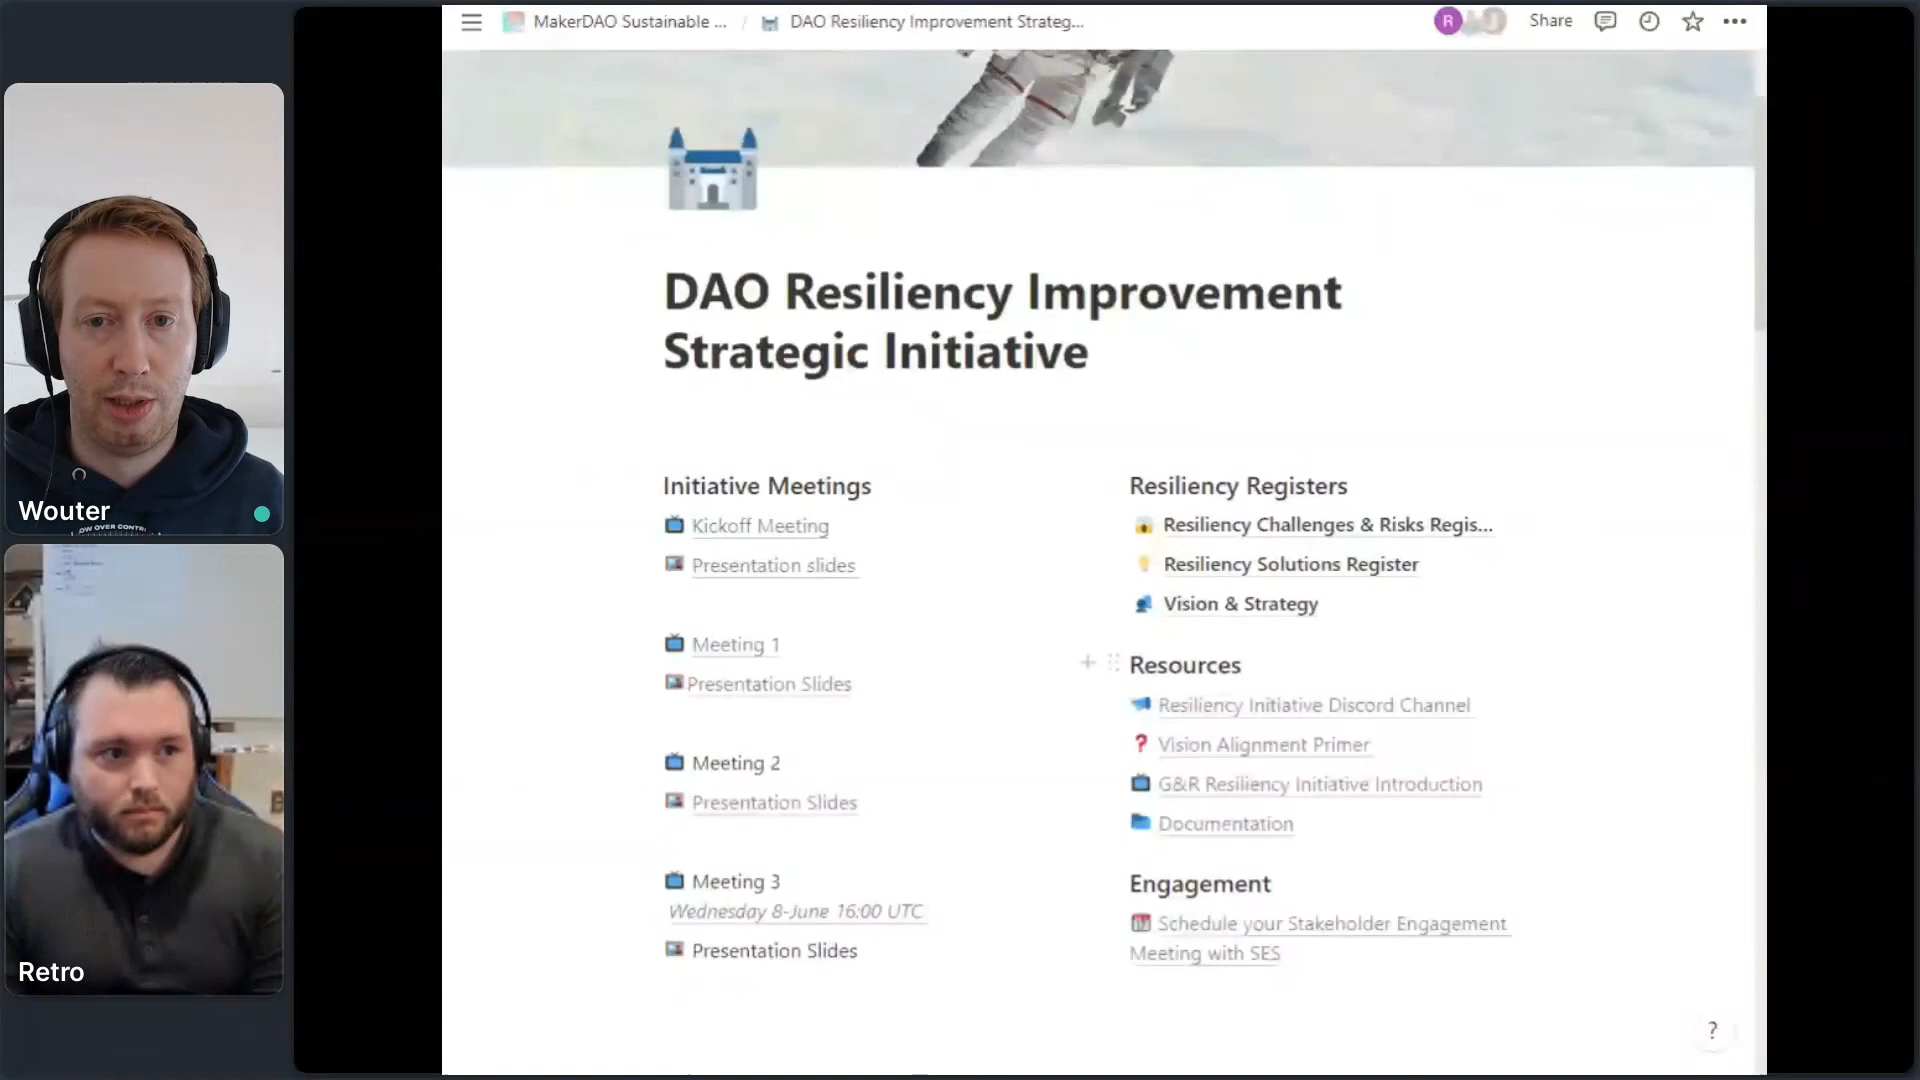 MakerDAO Sustainable ... / DAO Resiliency Improvement Strateg...
R
Share
DAO Resiliency Improvement
Strategic Initiative
Initiative Meetings
Kickoff Meeting
Presentation slides
Meeting 1
Presentation Slides
Meeting 2
Presentation Slides
Meeting 3
Wednesday 8-June 16:00 UTC
Presentation Slides
Resiliency Registers
Resiliency Challenges & Risks Regis...
Resiliency Solutions Register
Vision & Strategy
Resources
Resiliency Initiative Discord Channel
Vision Alignment Primer
G&R Resiliency Initiative Introduction
Documentation
Engagement
Schedule your Stakeholder Engagement
Meeting with SES
?
Wouter
OVER CONTR
Retro